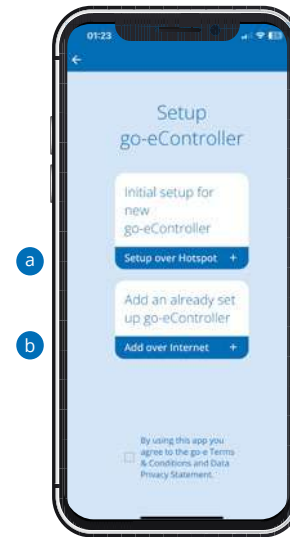 01:23
Setup
go-eController
Initial setup for
new
go-eController
a
Setup over Hotspot +
Add an already set
up go-eController
b
Add over Internet +
By using this app you
agree to the go-e Terms
& Conditions and Data
Privacy Statement.